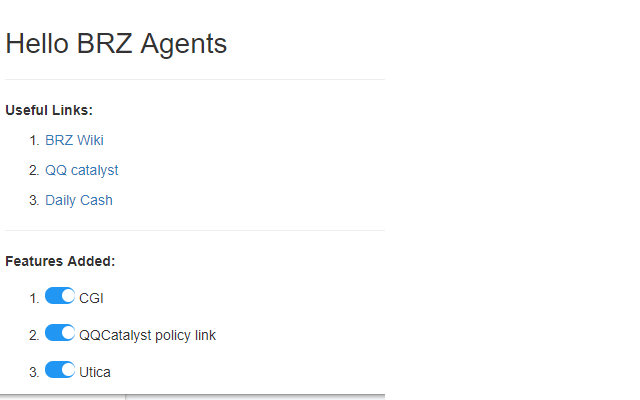 Hello BRZ Agents
Useful Links:
1. BRZ Wiki
2. QQ catalyst
3. Daily Cash
Features Added:
1. CGI
2. QQCatalyst policy link
3. Utica